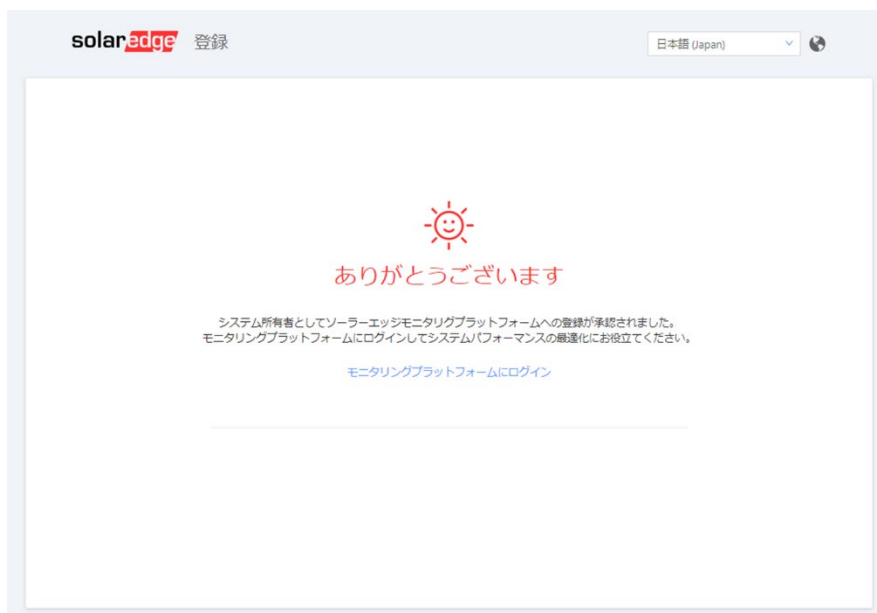 solaredge 登録
日本語 (Japan)
ありがとうございます
システム所有者としてソーラーエッジモニタリグプラットフォームへの登録が承認されました。
モニタリングプラットフォームにログインしてシステムパフォーマンスの最適化にお役立てください。
モニタリングプラットフォームにログイン